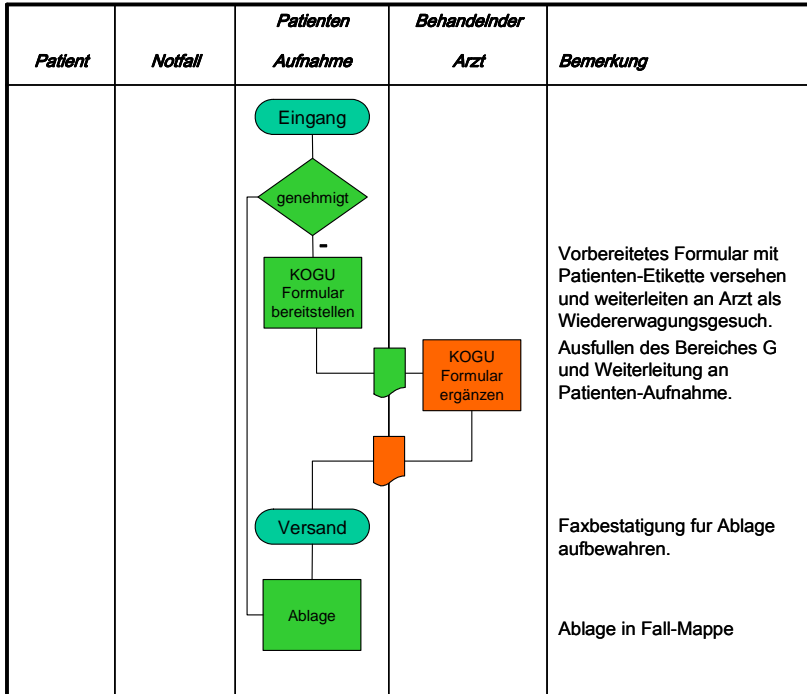 Patienten
Behandelnder
Patient
Notfall
Aufnahme
Arzt
Bemerkung
Eingang
genehmigt
-
KOGU
Formular
bereitstellen
Vorbereitetes Formular mit
Patienten-Etikette versehen
und weiterleiten an Arzt als
Wiedererwagungsgesuch.
KOGU
Formular
ergänzen
Ausfullen des Bereiches G
und Weiterleitung an
Patienten-Aufnahme.
Versand
Faxbestatigung fur Ablage
aufbewahren.
Ablage
Ablage in Fall-Mappe